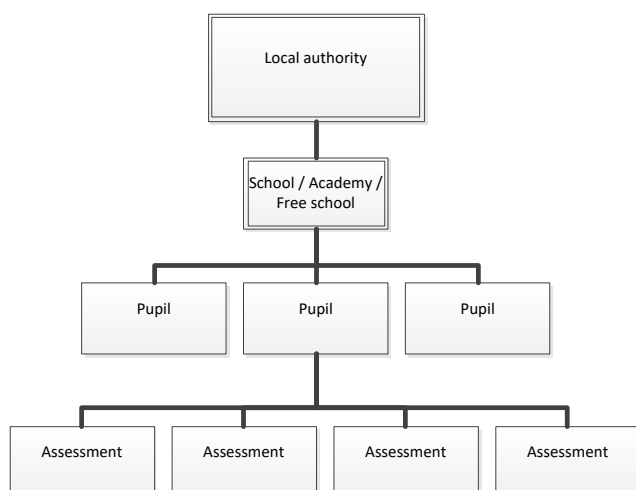 Local authority
School / Academy /
Free school
Pupil
Pupil
Pupil
Assessment
Assessment
Assessment
Assessment